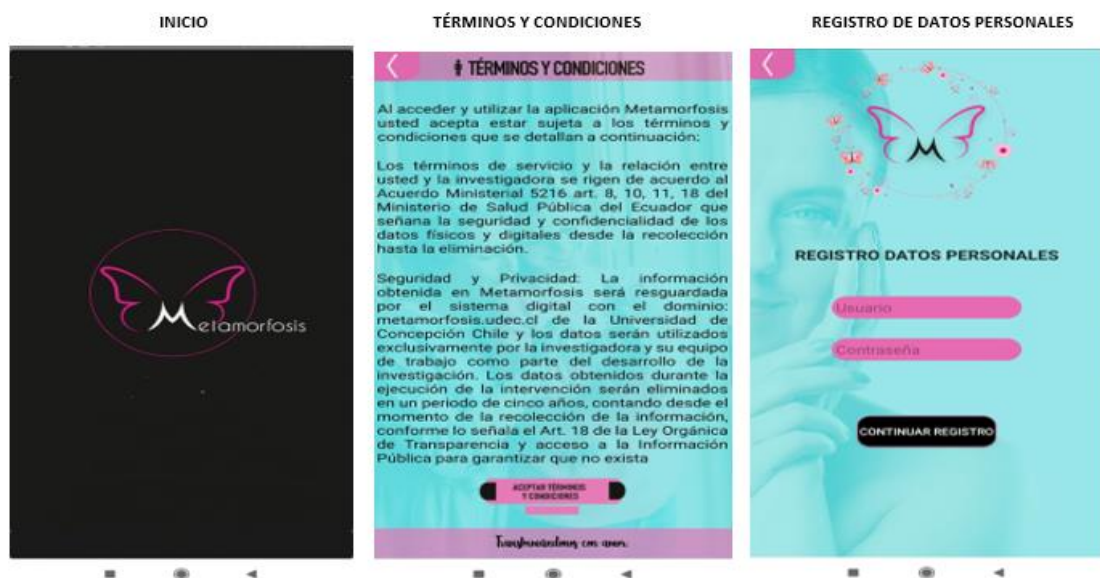 INICIO
TÉRMINOS Y CONDICIONES
REGISTRO DE DATOS PERSONALES
Metamorfosis
TÉRMINOS Y CONDICIONES
Al acceder y utilizar la aplicación Metamorfosis
usted acepta estar sujeta a los términos y
condiciones que se detallan a continuación:
Los términos de servicio y la relación entre
usted y la investigadora se rigen de acuerdo al
Acuerdo Ministerial 5216 art. 8, 10, 11, 18 del
Ministerio de Salud Pública del Ecuador que
señana la seguridad y confidencialidad de los
datos físicos y digitales desde la recolección
hasta la eliminación.
Seguridad y Privacidad: La información
obtenida en Metamorfosis será resguardada
por el sistema digital con el dominio:
metamorfosis.udec.cl de la Universidad de
Concepción Chile y los datos serán utilizados
exclusivamente por la investigadora y su equipo
de trabajo como parte del desarrollo de la
investigación. Los datos obtenidos durante la
ejecución de la intervención serán eliminados
en un periodo de cinco años, contando desde el
momento de la recolección de la información,
conforme lo señala el Art. 18 de la Ley Orgánica
de Transparencia y acceso a la Información
Pública para garantizar que no exista
ACEPTAR TÉRMINOS
Y CONDICIONES
Transformándonos con amor.
M
REGISTRO DATOS PERSONALES
Usuario
Contraseña
CONTINUAR REGISTRO